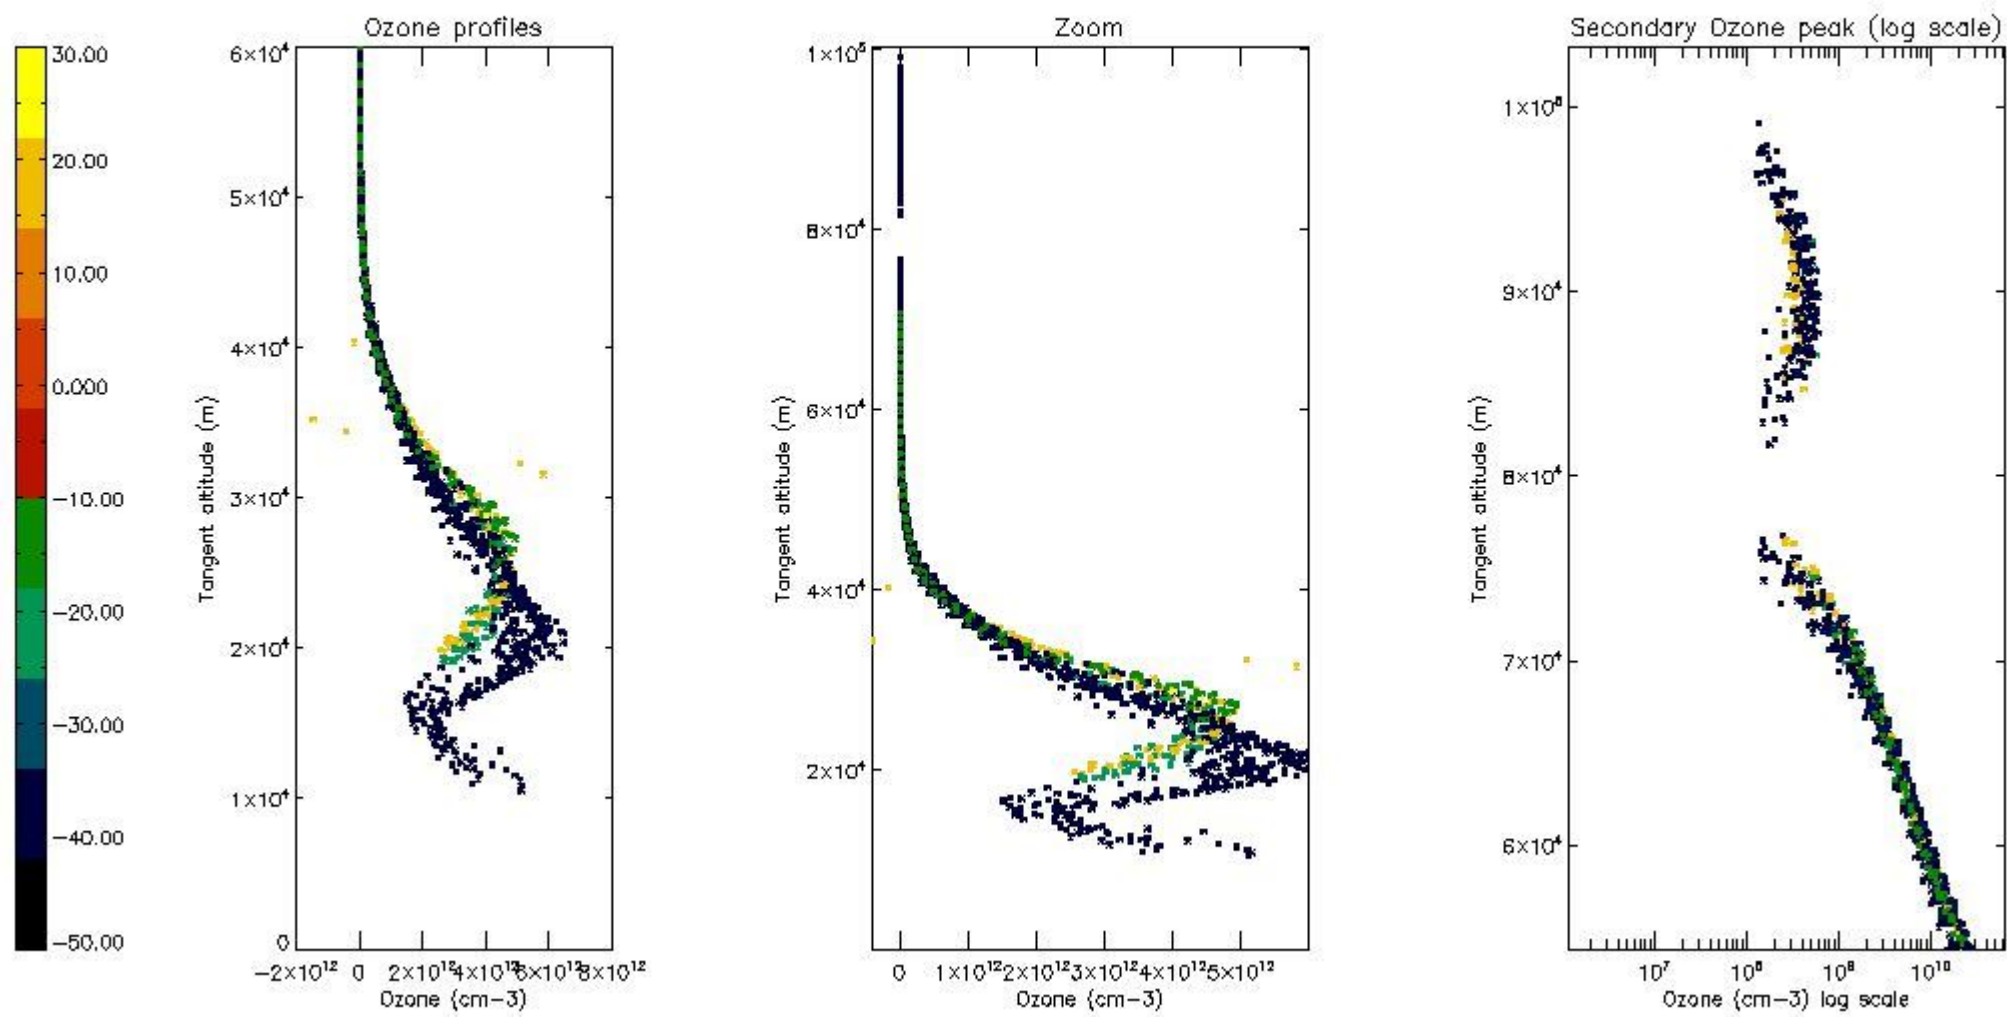 Ozone profiles
Zoom
Secondary Ozone peak (log scale)
30.00
20.00
10.00
0.000
−10.00
−20.00
−30.00
−40.00
−50.00
6×10⁴
5×10⁴
4×10⁴
3×10⁴
2×10⁴
1×10⁴
0
Tangent altitude (m)
−2×10¹² 0 2×10¹² 4×10¹² 6×10¹² 8×10¹²
Ozone (cm−3)
1×10⁵
8×10⁴
6×10⁴
4×10⁴
2×10⁴
Tangent altitude (m)
0 1×10¹² 2×10¹² 3×10¹² 4×10¹² 5×10¹²
Ozone (cm−3)
1×10⁵
9×10⁴
8×10⁴
7×10⁴
6×10⁴
Tangent altitude (m)
10⁷ 10⁸ 10⁹ 10¹⁰
Ozone (cm−3) log scale